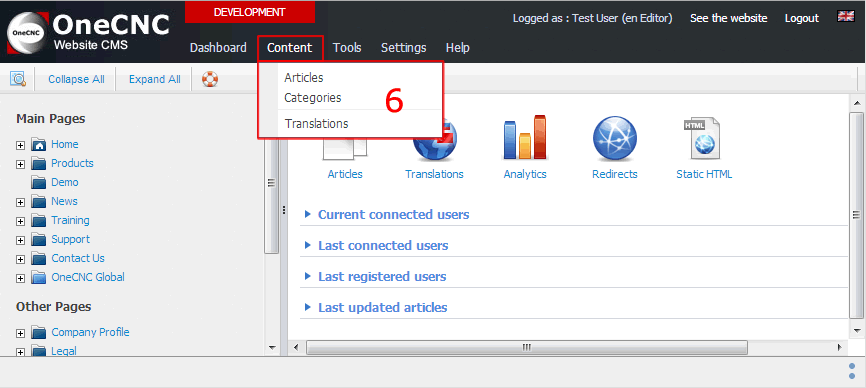 DEVELOPMENT
OneCNC
OneCNC
Website CMS
Logged as : Test User (en Editor)
See the website
Logout
Dashboard
Content
Tools
Settings
Help
Collapse All
Expand All
Articles
Categories
Translations
6
Main Pages
Home
Products
Demo
News
Training
Support
Contact Us
OneCNC Global
Other Pages
Company Profile
Legal
Articles
Translations
Analytics
HTML
Redirects
Static HTML
Current connected users
Last connected users
Last registered users
Last updated articles